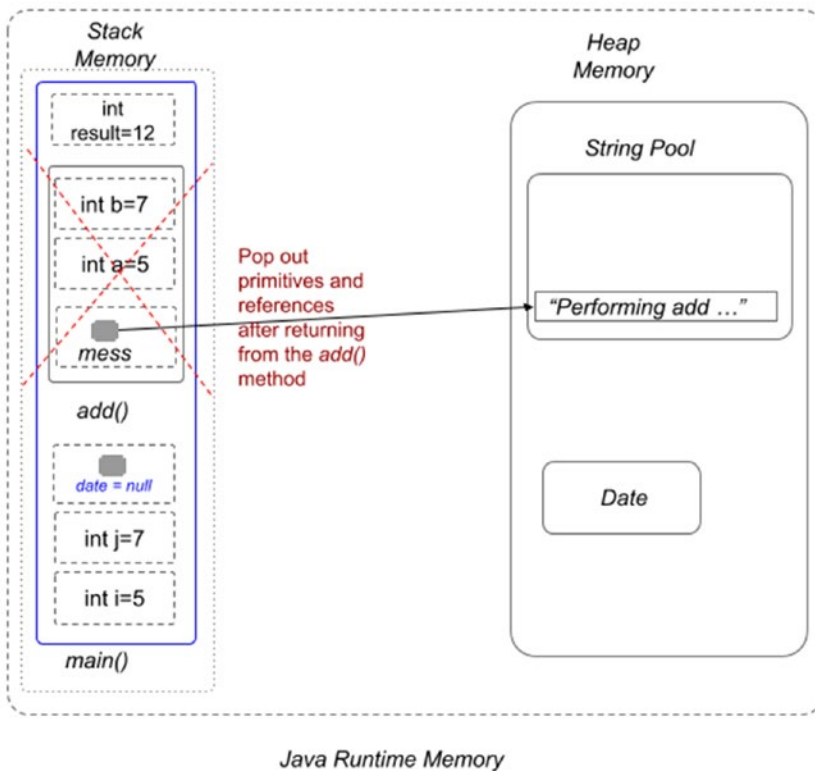 Stack
Memory
int
result=12
int b=7
int a=5
mess
add()
date = null
int j=7
int i=5
main()
Pop out
primitives and
references
after returning
from the add()
method
Heap
Memory
String Pool
“Performing add ...”
Date
Java Runtime Memory